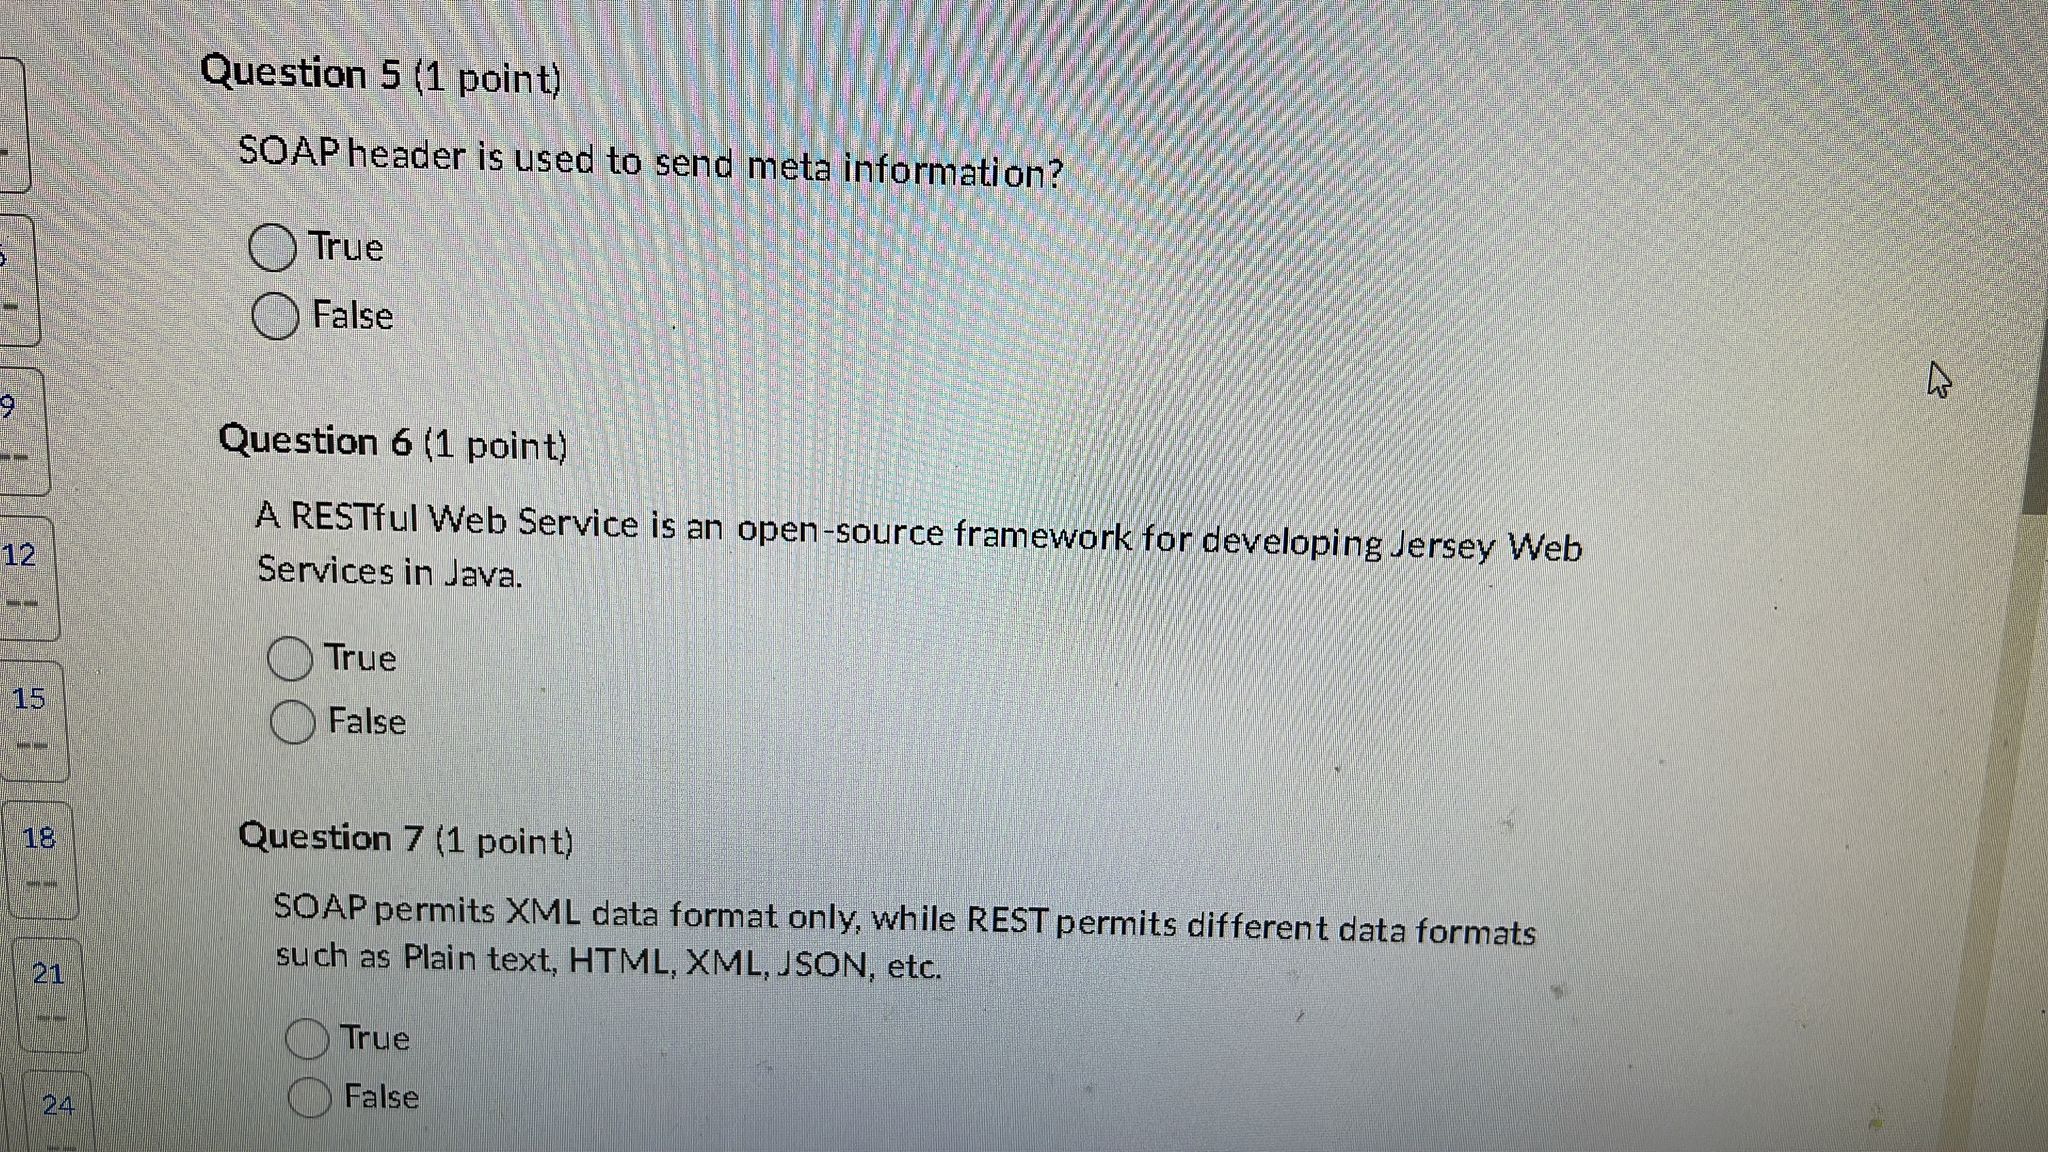 Question 5 (1 point)
SOAP header is used to send meta information?
True
False
9
Question 6 (1 point)
A RESTful Web Service is an open-source framework for developing Jersey Web
Services in Java.
12
--
True
False
15
--
Question 7 (1 point)
18
--
SOAP permits XML data format only, while REST permits different data formats
such as Plain text, HTML, XML, JSON, etc.
21
--
True
False
24
--